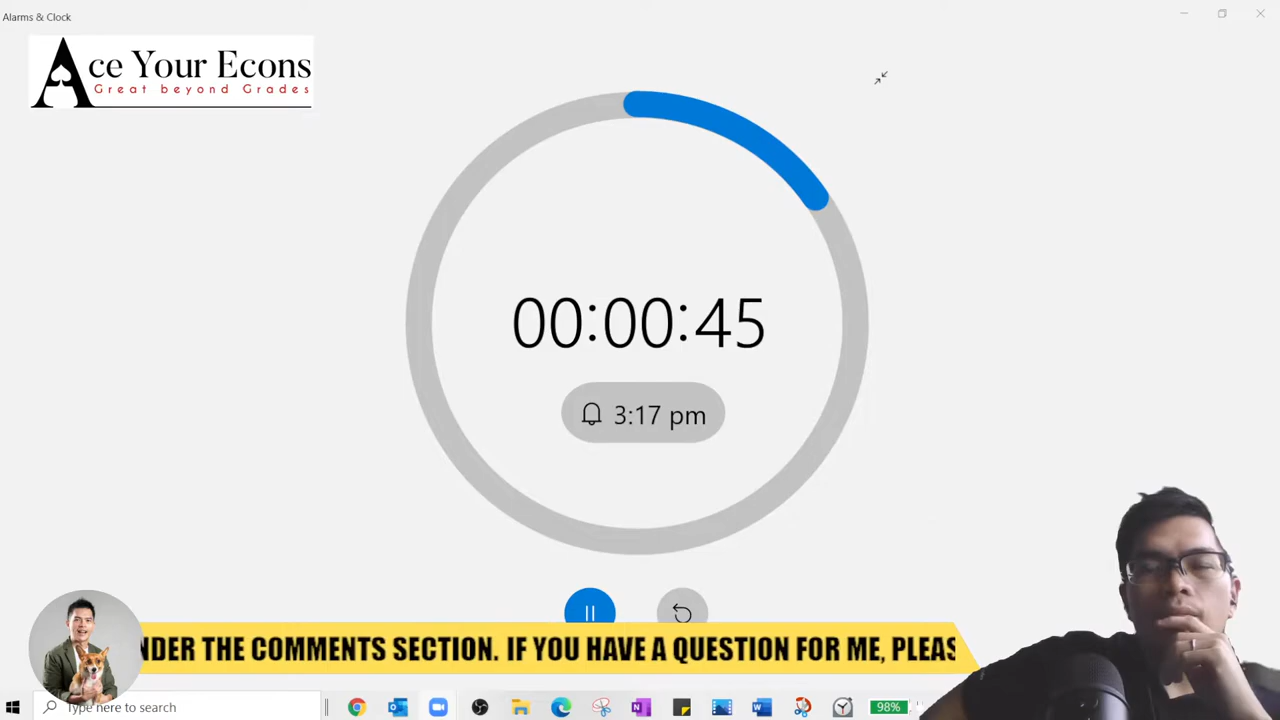 Alarms & Clock
Ace Your Econs
Great beyond Grades
00:00:45
3:17 pm
NDER THE COMMENTS SECTION. IF YOU HAVE A QUESTION FOR ME, PLEAS
Type here to search
98%